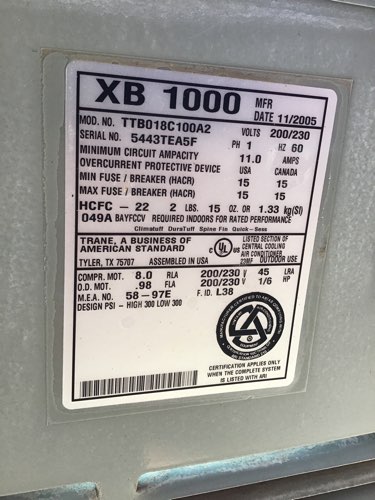 XB 1000 MFR
DATE 11/2005
MOD. NO. TTB018C100A2 VOLTS 200/230
SERIAL NO. 5443TEA5F PH 1 HZ 60
MINIMUM CIRCUIT AMPACITY 11.0 AMPS
OVERCURRENT PROTECTIVE DEVICE USA CANADA
MIN FUSE / BREAKER (HACR) 15 15
MAX FUSE / BREAKER (HACR) 15 15
HCFC - 22 2 LBS. 15 OZ. OR 1.33 kg(SI)
049A BAYFCCV REQUIRED INDOORS FOR RATED PERFORMANCE
Climatuff DuraTuff Spine Fin Quick-Sess
TRANE, A BUSINESS OF
AMERICAN STANDARD
TYLER, TX 75707 ASSEMBLED IN USA
C UL US LISTED SECTION OF
CENTRAL COOLING
AIR CONDITIONER
23MF OUTDOOR USE
COMPR. MOT. 8.0 RLA 200/230 V 45 LRA
O.D. MOT. .98 FLA 200/230 V 1/6 HP
M.E.A. NO. 58-97E F. ID. L38
DESIGN PSI - HIGH 300 LOW 300
CERTIFICATION APPLIES ONLY
WHEN THE COMPLETE SYSTEM
IS LISTED WITH ARI